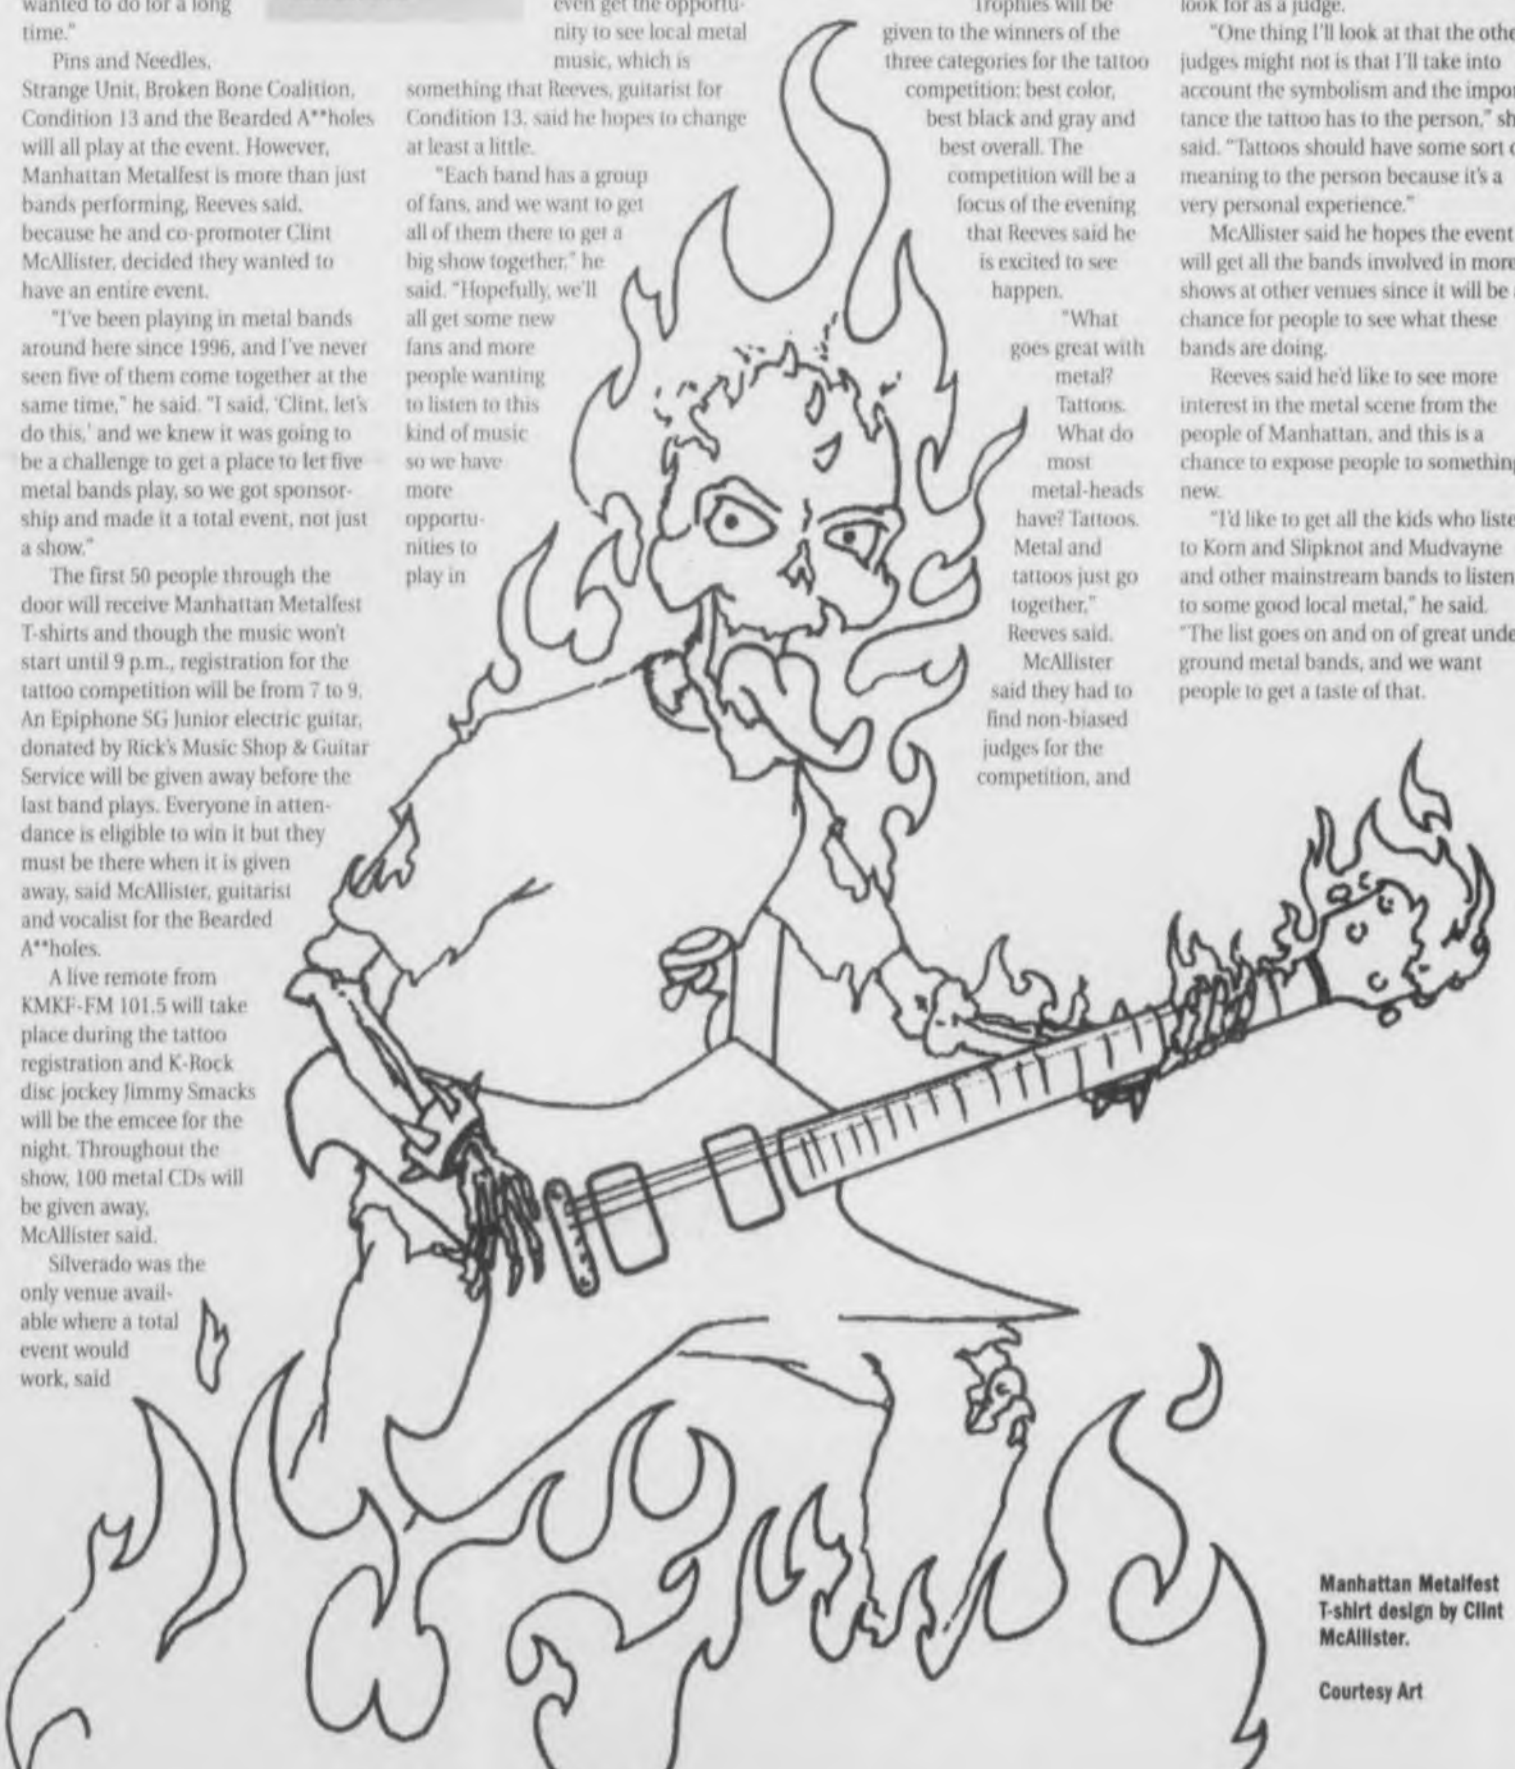 wanted to do for a long
time."
Pins and Needles,
Strange Unit, Broken Bone Coalition,
Condition 13 and the Bearded A**holes
will all play at the event. However,
Manhattan Metalfest is more than just
bands performing, Reeves said,
because he and co-promoter Clint
McAllister, decided they wanted to
have an entire event.
"I've been playing in metal bands
around here since 1996, and I've never
seen five of them come together at the
same time," he said. "I said, 'Clint, let's
do this,' and we knew it was going to
be a challenge to get a place to let five
metal bands play, so we got sponsor-
ship and made it a total event, not just
a show."
The first 50 people through the
door will receive Manhattan Metalfest
T-shirts and though the music won't
start until 9 p.m., registration for the
tattoo competition will be from 7 to 9.
An Epiphone SG Junior electric guitar,
donated by Rick's Music Shop & Guitar
Service will be given away before the
last band plays. Everyone in atten-
dance is eligible to win it but they
must be there when it is given
away, said McAllister, guitarist
and vocalist for the Bearded
A**holes.
A live remote from
KMKF-FM 101.5 will take
place during the tattoo
registration and K-Rock
disc jockey Jimmy Smacks
will be the emcee for the
night. Throughout the
show, 100 metal CDs will
be given away,
McAllister said.
Silverado was the
only venue avail-
able where a total
event would
work, said
even get the opportu-
nity to see local metal
music, which is
something that Reeves, guitarist for
Condition 13, said he hopes to change
at least a little.
"Each band has a group
of fans, and we want to get
all of them there to get a
big show together," he
said. "Hopefully, we'll
all get some new
fans and more
people wanting
to listen to this
kind of music
so we have
more
opportu-
nities to
play in
Trophies will be
given to the winners of the
three categories for the tattoo
competition: best color,
best black and gray and
best overall. The
competition will be a
focus of the evening
that Reeves said he
is excited to see
happen.
"What
goes great with
metal?
Tattoos.
What do
most
metal-heads
have? Tattoos.
Metal and
tattoos just go
together,"
Reeves said.
McAllister
said they had to
find non-biased
judges for the
competition, and
look for as a judge.
"One thing I'll look at that the othe
judges might not is that I'll take into
account the symbolism and the impor
tance the tattoo has to the person," sh
said. "Tattoos should have some sort o
meaning to the person because it's a
very personal experience."
McAllister said he hopes the event
will get all the bands involved in more
shows at other venues since it will be
chance for people to see what these
bands are doing.
Reeves said he'd like to see more
interest in the metal scene from the
people of Manhattan, and this is a
chance to expose people to something
new.
"I'd like to get all the kids who liste
to Korn and Slipknot and Mudvayne
and other mainstream bands to listen
to some good local metal," he said.
"The list goes on and on of great unde
ground metal bands, and we want
people to get a taste of that.
Manhattan Metalfest
T-shirt design by Clint
McAllister.
Courtesy Art